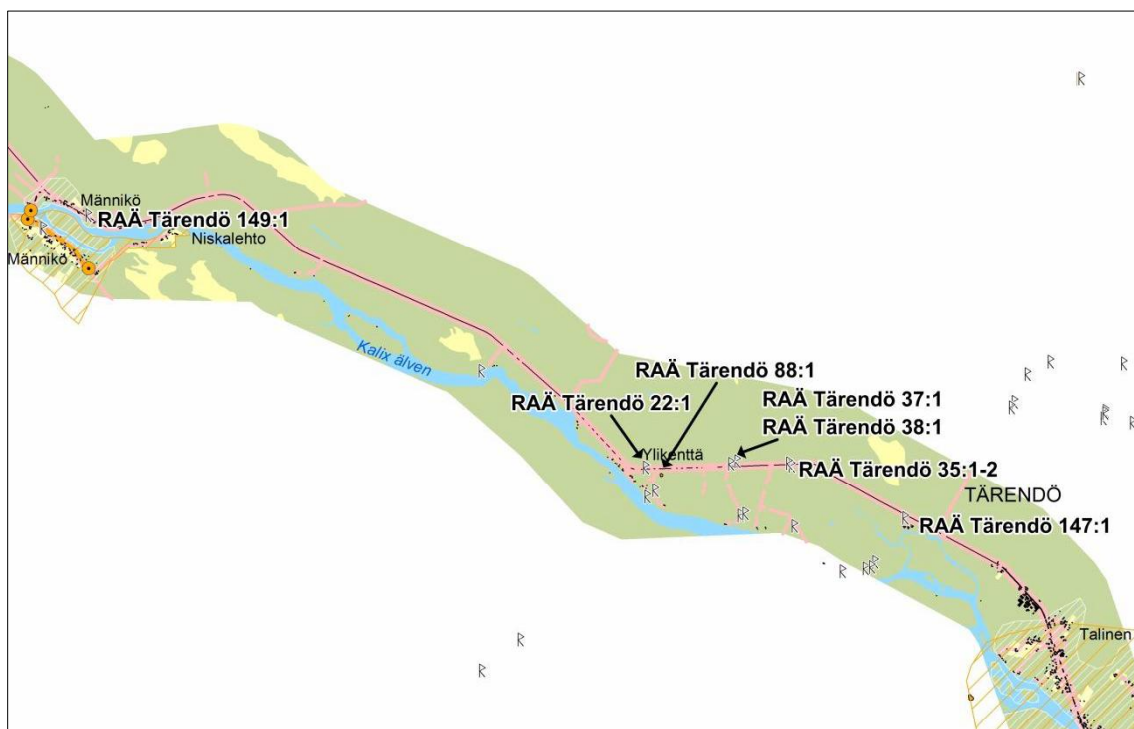 Männikö
RAÄ Tärendö 149:1
Niskalehto
Männikö
Kalix älven
RAÄ Tärendö 88:1
RAÄ Tärendö 22:1
RAÄ Tärendö 37:1
RAÄ Tärendö 38:1
Ylikenttä
RAÄ Tärendö 35:1-2
TÄRENDÖ
RAÄ Tärendö 147:1
Talinen